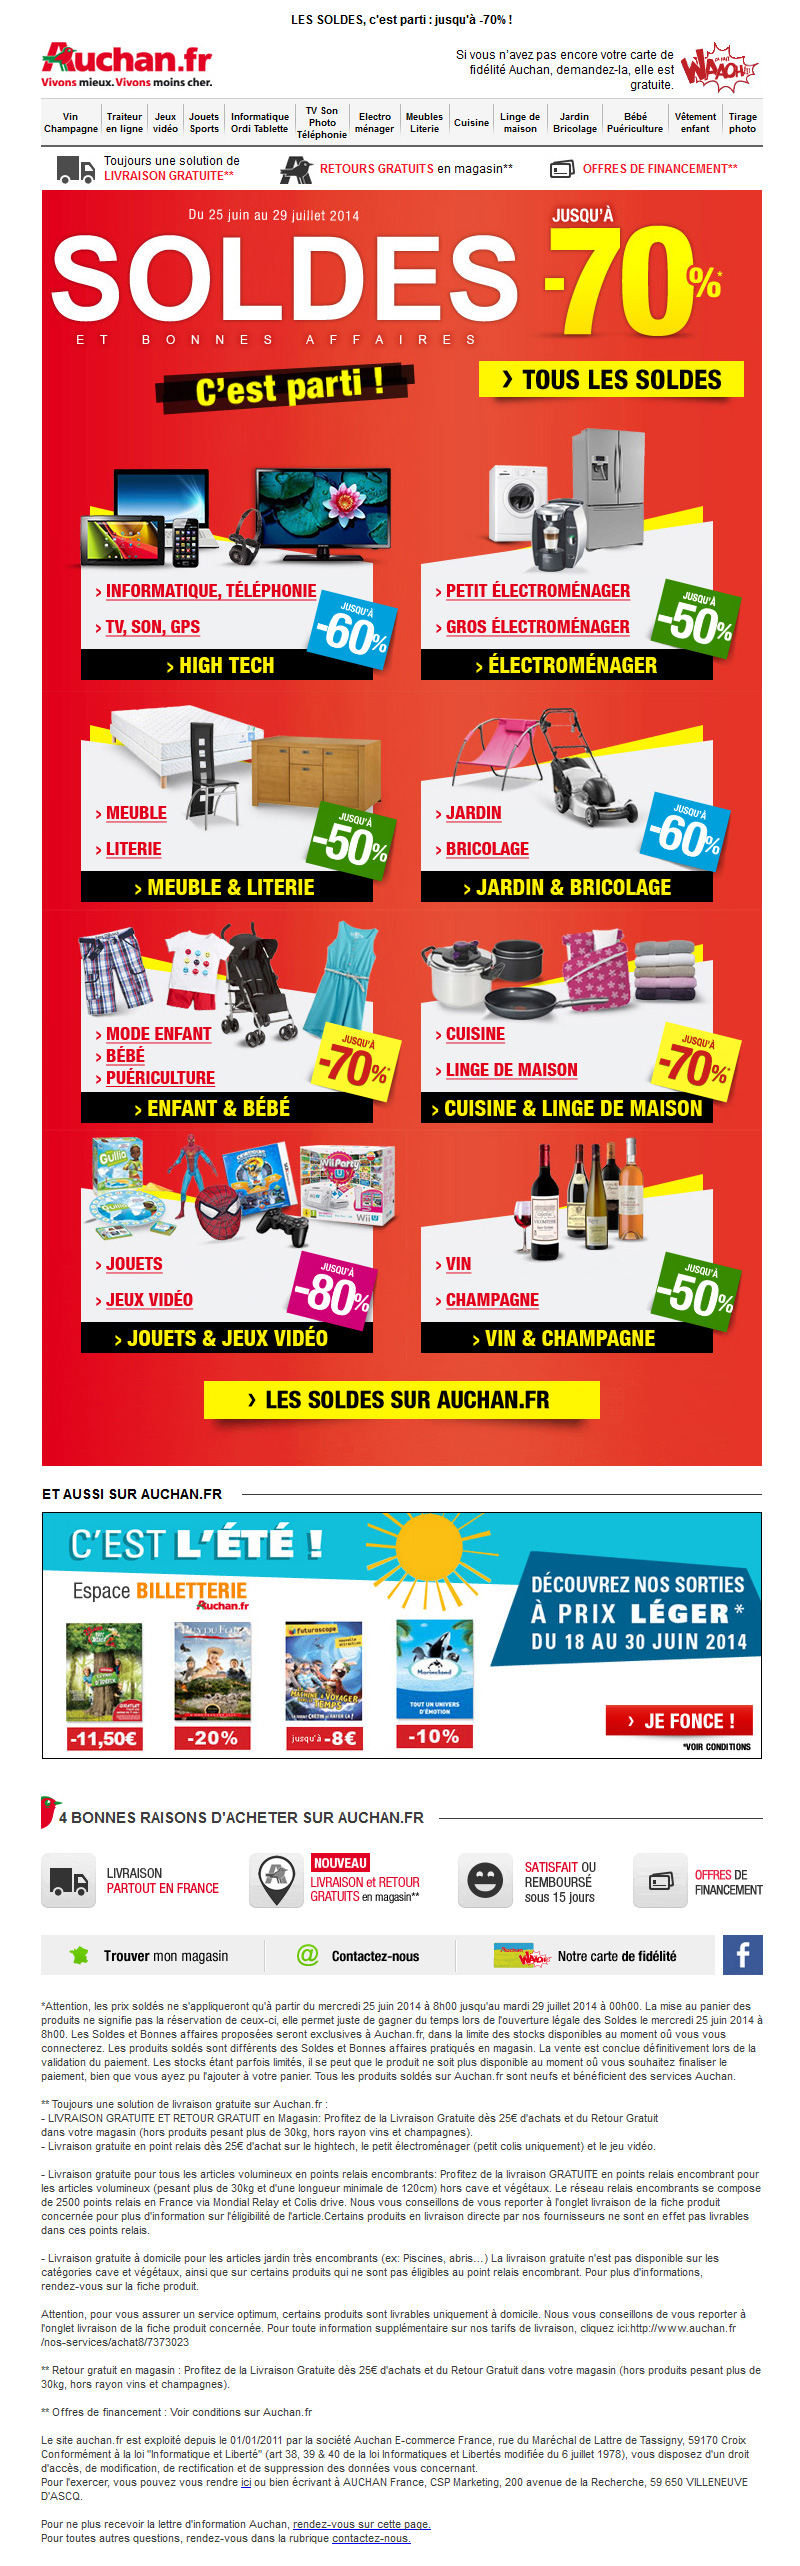 LES SOLDES, c'est parti : jusqu'à -70% !
Auchan.fr
Vivons mieux. Vivons moins cher.
Si vous n'avez pas encore votre carte de
fidélité Auchan, demandez-la, elle est
gratuite.
WAAOH
Vin Champagne
Traiteur en ligne
Jeux vidéo
Jouets Sports
Informatique Ordi Tablette
TV Son Photo Téléphonie
Electro ménager
Meubles Literie
Cuisine
Linge de maison
Jardin Bricolage
Bébé Puériculture
Vêtement enfant
Tirage photo
Toujours une solution de
LIVRAISON GRATUITE**
RETOURS GRATUITS en magasin**
OFFRES DE FINANCEMENT**
Du 25 juin au 29 juillet 2014
SOLDES
ET BONNES AFFAIRES
JUSQU'À
-70%*
C'est parti !
› TOUS LES SOLDES
› INFORMATIQUE, TÉLÉPHONIE
› TV, SON, GPS
JUSQU'À
-60%
› HIGH TECH
› PETIT ÉLECTROMÉNAGER
› GROS ÉLECTROMÉNAGER
JUSQU'À
-50%
› ÉLECTROMÉNAGER
› MEUBLE
› LITERIE
JUSQU'À
-50%
› MEUBLE & LITERIE
› JARDIN
› BRICOLAGE
JUSQU'À
-60%
› JARDIN & BRICOLAGE
› MODE ENFANT
› BÉBÉ
› PUÉRICULTURE
JUSQU'À
-70%*
› ENFANT & BÉBÉ
› CUISINE
› LINGE DE MAISON
JUSQU'À
-70%*
› CUISINE & LINGE DE MAISON
Gullia
Wii Party U
Wii U
› JOUETS
› JEUX VIDÉO
JUSQU'À
-80%
› JOUETS & JEUX VIDÉO
› VIN
› CHAMPAGNE
JUSQU'À
-50%
› VIN & CHAMPAGNE
› LES SOLDES SUR AUCHAN.FR
ET AUSSI SUR AUCHAN.FR
C'EST L'ÉTÉ !
Espace BILLETTERIE
Auchan.fr
DÉCOUVREZ NOS SORTIES
À PRIX LÉGER*
DU 18 AU 30 JUIN 2014
futuroscope
Marineland
TOUT UN UNIVERS
D'ÉMOTION
-11,50€
-20%
jusqu'à -8€
-10%
› JE FONCE !
*VOIR CONDITIONS
4 BONNES RAISONS D'ACHETER SUR AUCHAN.FR
LIVRAISON
PARTOUT EN FRANCE
NOUVEAU
LIVRAISON et RETOUR
GRATUITS en magasin**
SATISFAIT OU
REMBOURSÉ
sous 15 jours
OFFRES DE
FINANCEMENT
Trouver mon magasin
@ Contactez-nous
Notre carte de fidélité
f
*Attention, les prix soldés ne s'appliqueront qu'à partir du mercredi 25 juin 2014 à 8h00 jusqu'au mardi 29 juillet 2014 à 00h00. La mise au panier des
produits ne signifie pas la réservation de ceux-ci, elle permet juste de gagner du temps lors de l'ouverture légale des Soldes le mercredi 25 juin 2014 à
8h00. Les Soldes et Bonnes affaires proposées seront exclusives à Auchan.fr, dans la limite des stocks disponibles au moment où vous vous
connecterez. Les produits soldés sont différents des Soldes et Bonnes affaires pratiqués en magasin. La vente est conclue définitivement lors de la
validation du paiement. Les stocks étant parfois limités, il se peut que le produit ne soit plus disponible au moment où vous souhaitez finaliser le
paiement, bien que vous ayez pu l'ajouter à votre panier. Tous les produits soldés sur Auchan.fr sont neufs et bénéficient des services Auchan.
** Toujours une solution de livraison gratuite sur Auchan.fr :
- LIVRAISON GRATUITE ET RETOUR GRATUIT en Magasin: Profitez de la Livraison Gratuite dès 25€ d'achats et du Retour Gratuit
dans votre magasin (hors produits pesant plus de 30kg, hors rayon vins et champagnes).
- Livraison gratuite en point relais dès 25€ d'achat sur le hightech, le petit électroménager (petit colis uniquement) et le jeu vidéo.
- Livraison gratuite pour tous les articles volumineux en points relais encombrants: Profitez de la livraison GRATUITE en points relais encombrant pour
les articles volumineux (pesant plus de 30kg et d'une longueur minimale de 120cm) hors cave et végétaux. Le réseau relais encombrants se compose
de 2500 points relais en France via Mondial Relay et Colis drive. Nous vous conseillons de vous reporter à l'onglet livraison de la fiche produit
concernée pour plus d'information sur l'éligibilité de l'article.Certains produits en livraison directe par nos fournisseurs ne sont en effet pas livrables
dans ces points relais.
- Livraison gratuite à domicile pour les articles jardin très encombrants (ex: Piscines, abris...) La livraison gratuite n'est pas disponible sur les
catégories cave et végétaux, ainsi que sur certains produits qui ne sont pas éligibles au point relais encombrant. Pour plus d'informations,
rendez-vous sur la fiche produit.
Attention, pour vous assurer un service optimum, certains produits sont livrables uniquement à domicile. Nous vous conseillons de vous reporter à
l'onglet livraison de la fiche produit concernée. Pour toute information supplémentaire sur nos tarifs de livraison, cliquez ici:http://www.auchan.fr
/nos-services/achat8/7373023
** Retour gratuit en magasin : Profitez de la Livraison Gratuite dès 25€ d'achats et du Retour Gratuit dans votre magasin (hors produits pesant plus de
30kg, hors rayon vins et champagnes).
** Offres de financement : Voir conditions sur Auchan.fr
Le site auchan.fr est exploité depuis le 01/01/2011 par la société Auchan E-commerce France, rue du Maréchal de Lattre de Tassigny, 59170 Croix
Conformément à la loi "Informatique et Liberté" (art 38, 39 & 40 de la loi Informatiques et Libertés modifiée du 6 juillet 1978), vous disposez d'un droit
d'accès, de modification, de rectification et de suppression des données vous concernant.
Pour l'exercer, vous pouvez vous rendre ici ou bien écrivant à AUCHAN France, CSP Marketing, 200 avenue de la Recherche, 59 650 VILLENEUVE
D'ASCQ.
Pour ne plus recevoir la lettre d'information Auchan, rendez-vous sur cette page.
Pour toutes autres questions, rendez-vous dans la rubrique contactez-nous.